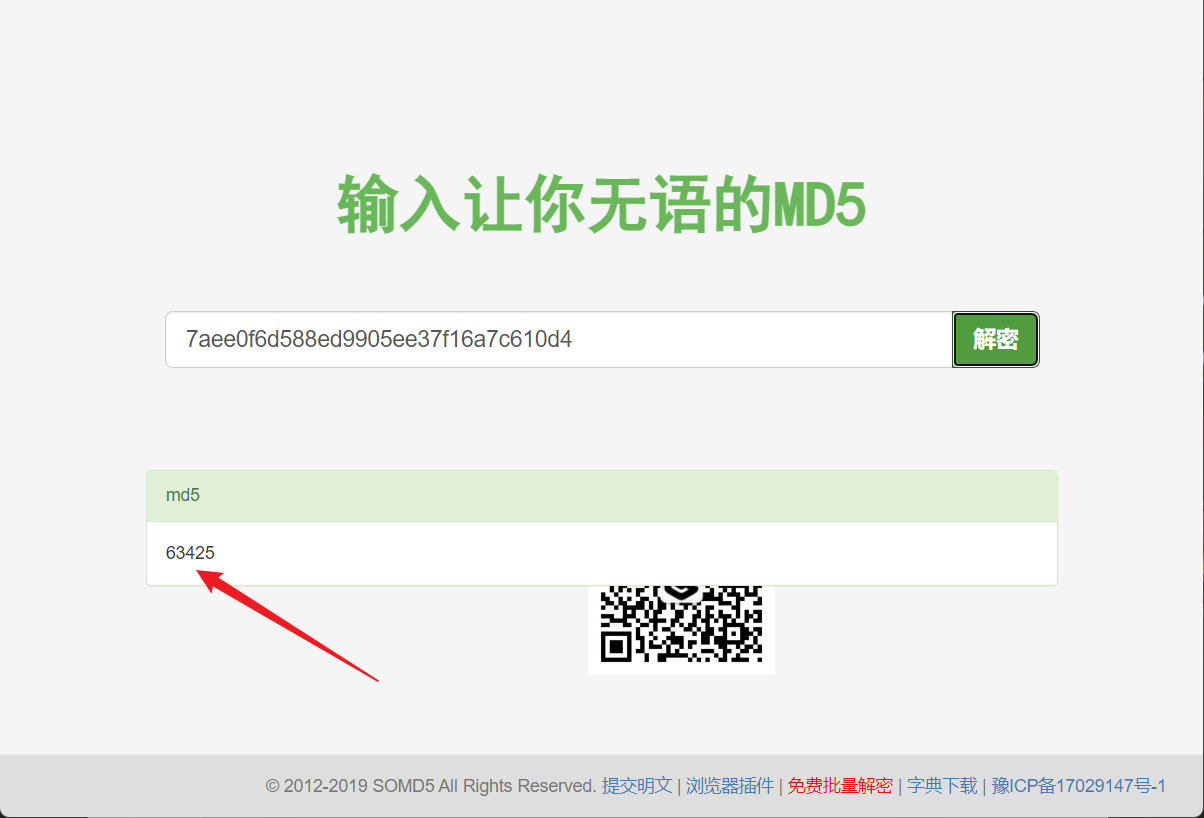 输入让你无语的MD5
7aee0f6d588ed9905ee37f16a7c610d4
解密
md5
63425
© 2012-2019 SOMD5 All Rights Reserved. 提交明文 | 浏览器插件 | 免费批量解密 | 字典下载 | 豫ICP备17029147号-1